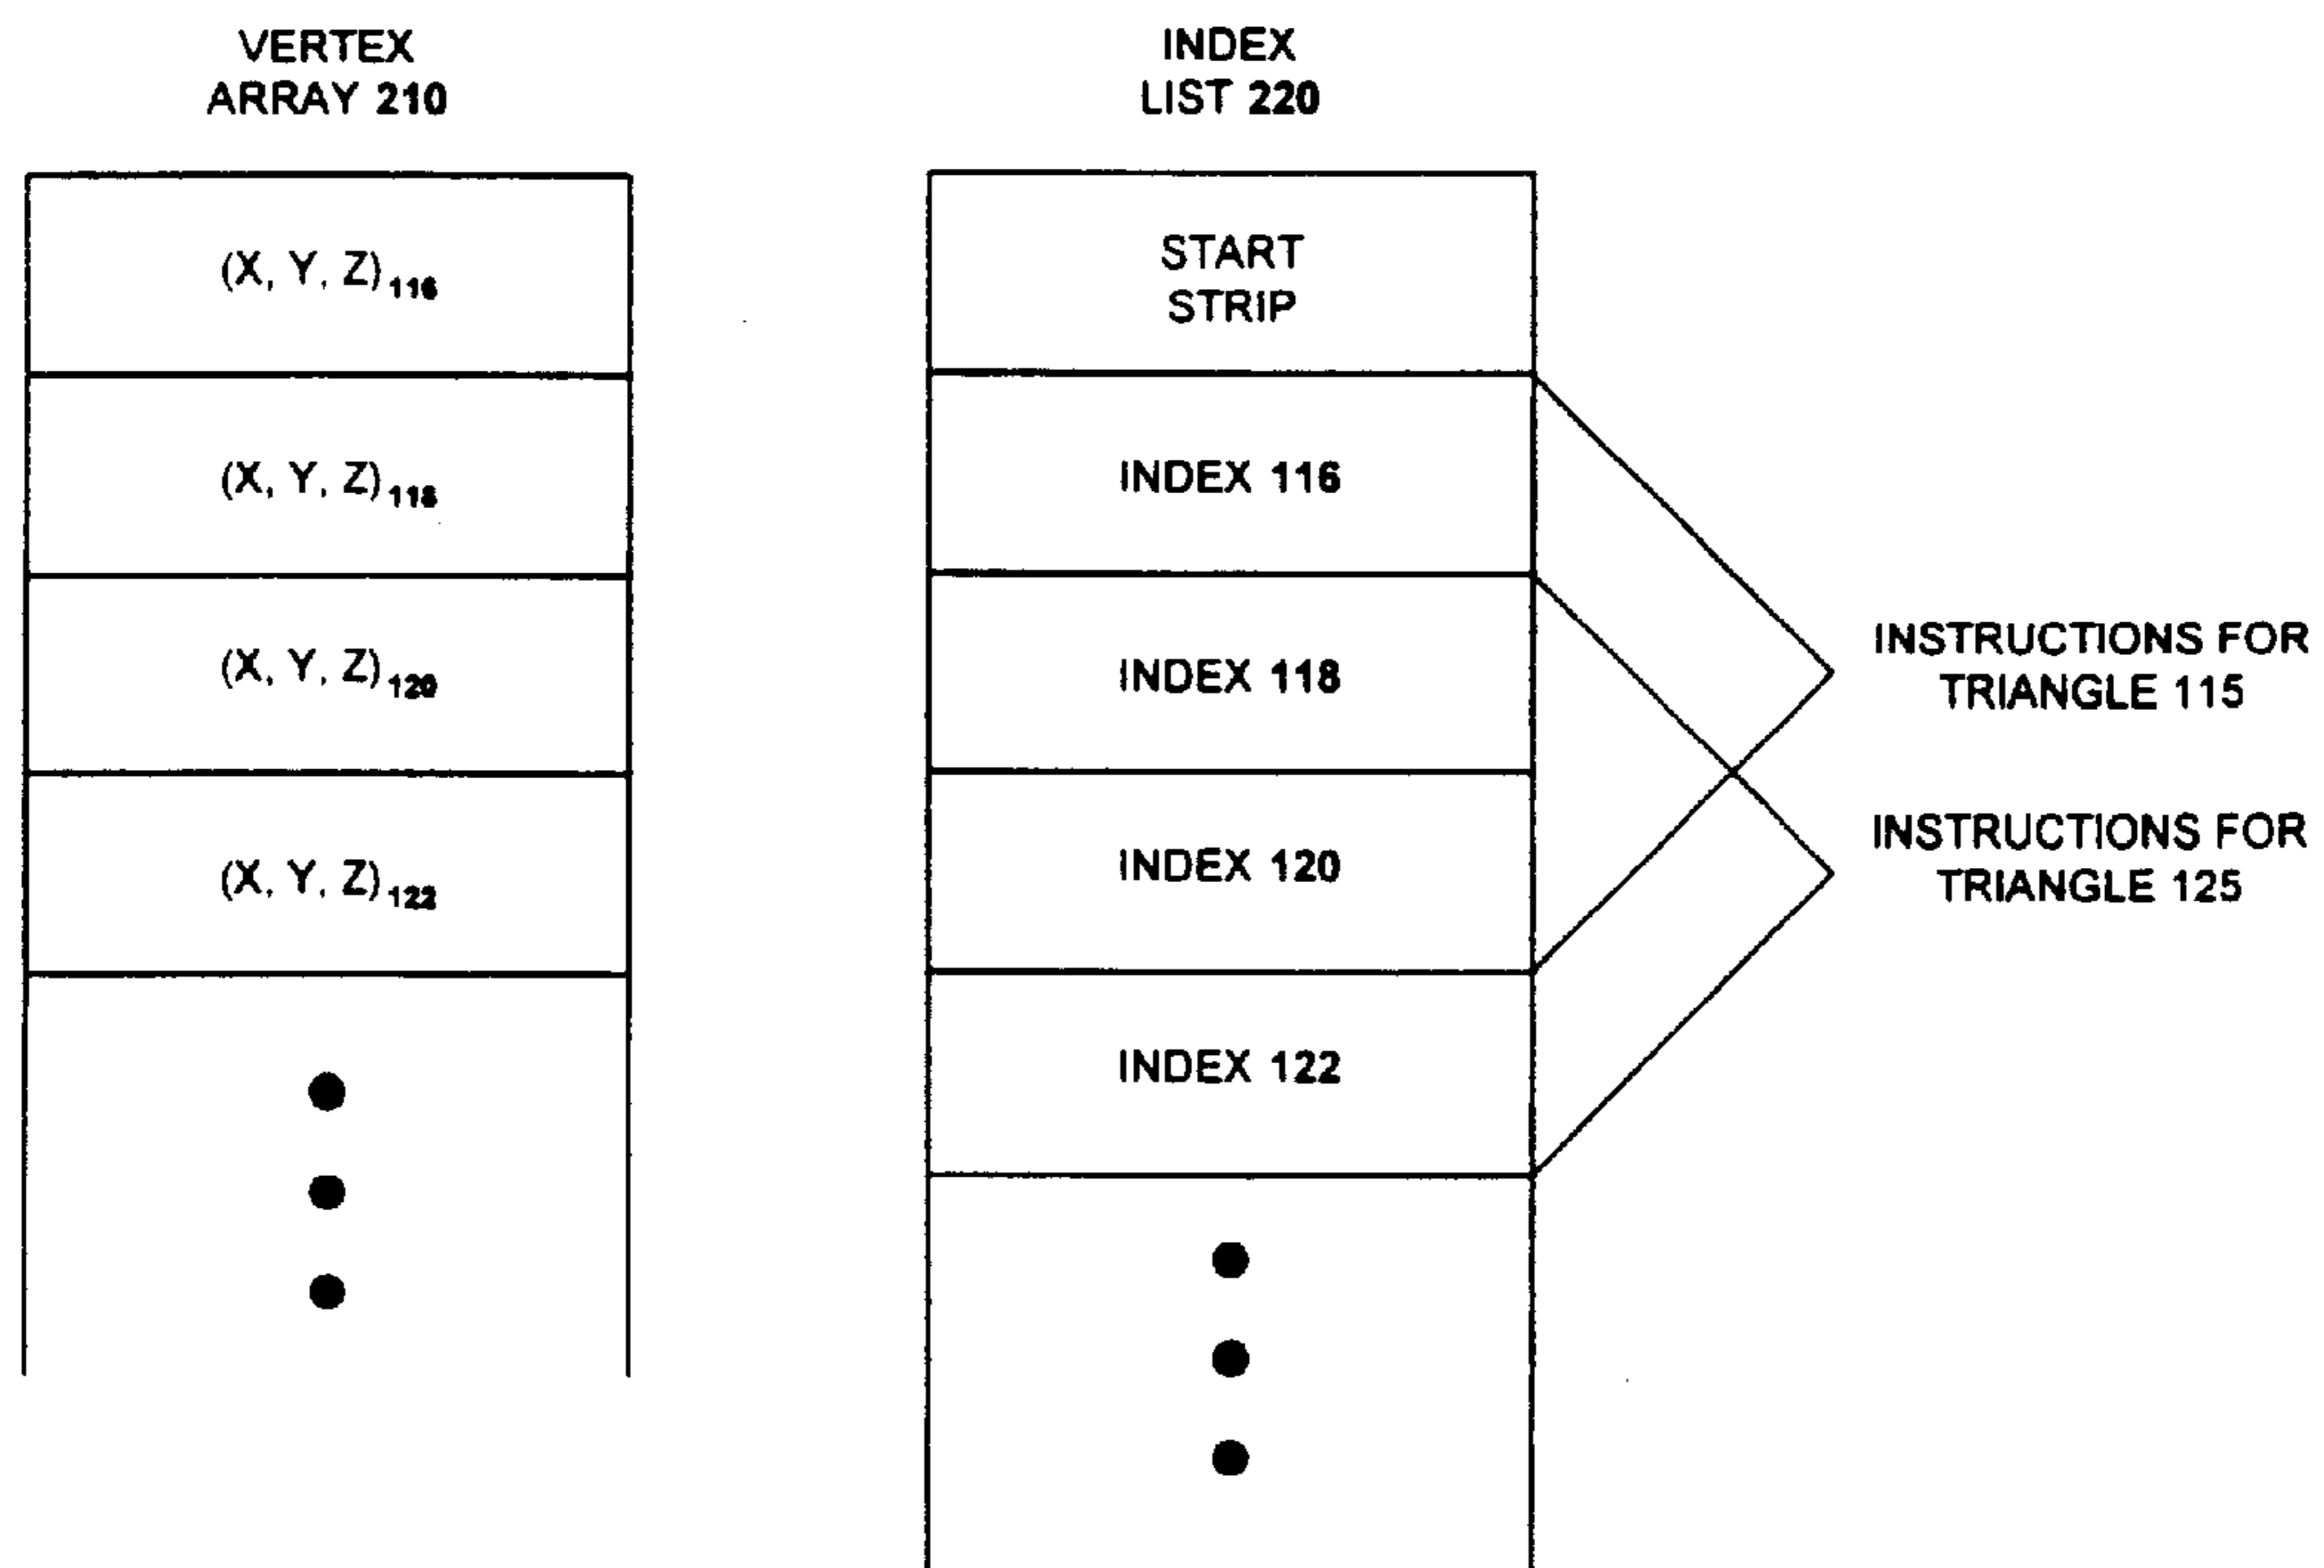 VERTEX
ARRAY 210
(X, Y, Z)116
(X, Y, Z)118
(X, Y, Z)120
(X, Y, Z)122
INDEX
LIST 220
START
STRIP
INDEX 116
INDEX 118
INDEX 120
INDEX 122
INSTRUCTIONS FOR
TRIANGLE 115
INSTRUCTIONS FOR
TRIANGLE 125